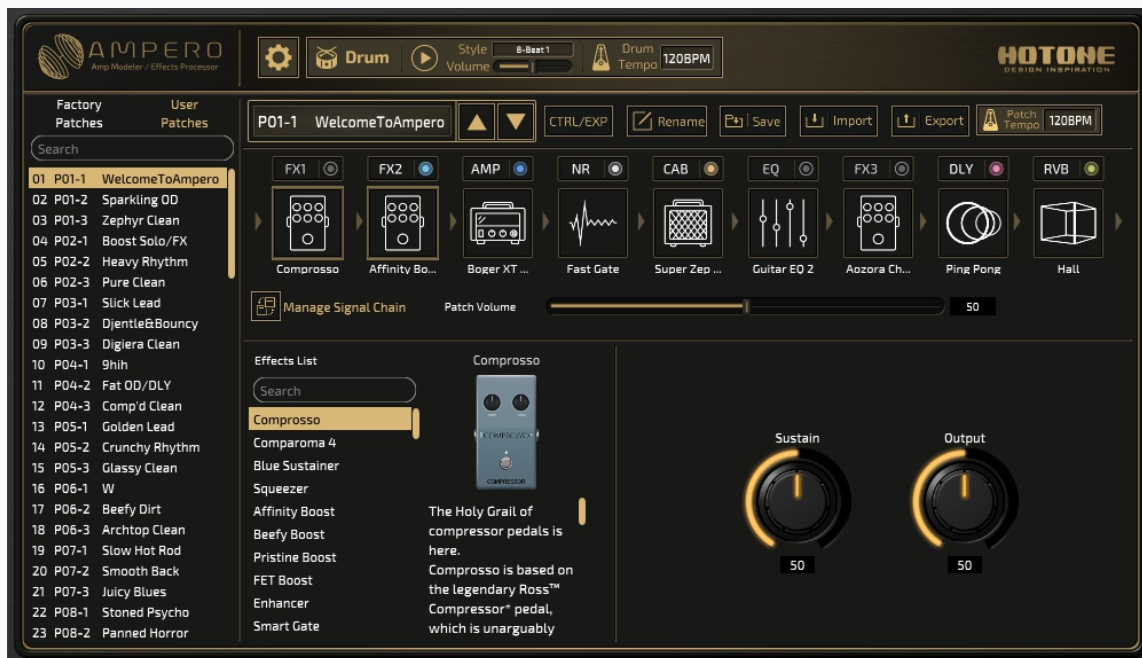 AMPERO
Amp Modeler / Effects Processor
Drum
Style 8-Beat 1
Volume
Drum Tempo 120BPM
HOTONE
DESIGN INSPIRATION
Factory Patches
User Patches
Search
01 P01-1 WelcomeToAmpero
02 P01-2 Sparkling OD
03 P01-3 Zephyr Clean
04 P02-1 Boost Solo/FX
05 P02-2 Heavy Rhythm
06 P02-3 Pure Clean
07 P03-1 Slick Lead
08 P03-2 Djentle&Bouncy
09 P03-3 Digiera Clean
10 P04-1 9hih
11 P04-2 Fat OD/DLY
12 P04-3 Comp'd Clean
13 P05-1 Golden Lead
14 P05-2 Crunchy Rhythm
15 P05-3 Glassy Clean
16 P06-1 W
17 P06-2 Beefy Dirt
18 P06-3 Archtop Clean
19 P07-1 Slow Hot Rod
20 P07-2 Smooth Back
21 P07-3 Juicy Blues
22 P08-1 Stoned Psycho
23 P08-2 Panned Horror
P01-1 WelcomeToAmpero
CTRL/EXP
Rename
Save
Import
Export
Patch Tempo 120BPM
FX1 FX2 AMP NR CAB EQ FX3 DLY RVB
Comprosso Affinity Bo... Boger XT ... Fast Gate Super Zep ... Guitar EQ 2 Aozora Ch... Ping Pong Hall
Manage Signal Chain
Patch Volume 50
Effects List
Search
Comprosso
Comparoma 4
Blue Sustainer
Squeezer
Affinity Boost
Beefy Boost
Pristine Boost
FET Boost
Enhancer
Smart Gate
Comprosso
COMPRESSOR
The Holy Grail of
compressor pedals is
here.
Comprosso is based on
the legendary Ross™
Compressor* pedal,
which is unarguably
Sustain
50
Output
50